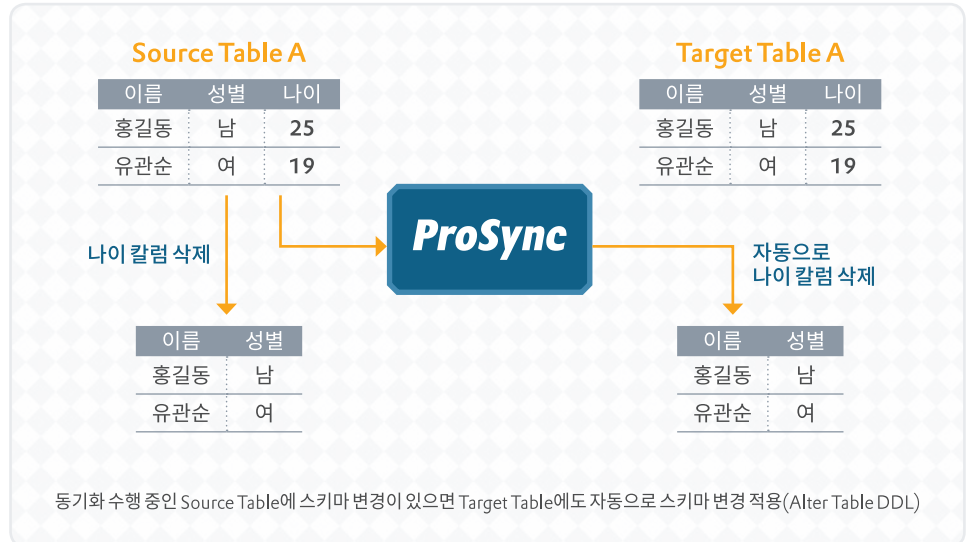 Source Table A
이름 성별 나이
홍길동 남 25
유관순 여 19
Target Table A
이름 성별 나이
홍길동 남 25
유관순 여 19
나이 칼럼 삭제
ProSync
자동으로
나이 칼럼 삭제
이름 성별
홍길동 남
유관순 여
이름 성별
홍길동 남
유관순 여
동기화 수행 중인 Source Table에 스키마 변경이 있으면 Target Table에도 자동으로 스키마 변경 적용(Alter Table DDL)